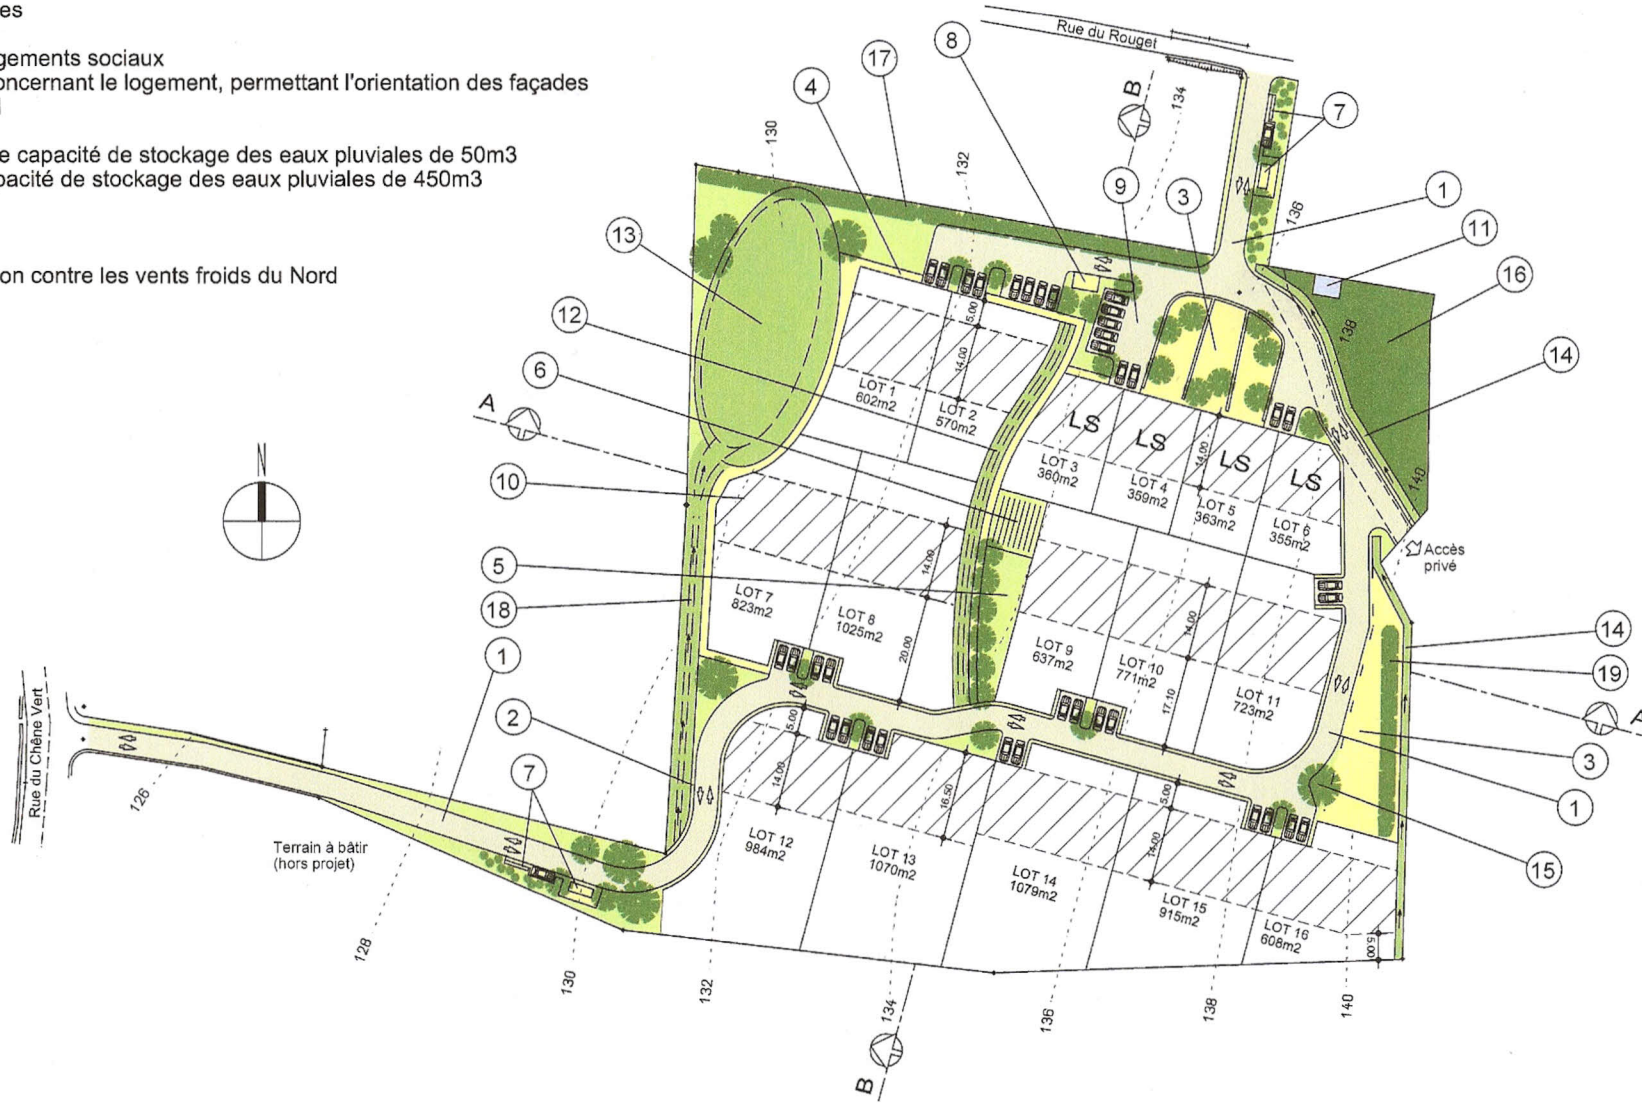 es
gements sociaux
oncernant le logement, permettant l'orientation des façades
e capacité de stockage des eaux pluviales de 50m3
pacité de stockage des eaux pluviales de 450m3
on contre les vents froids du Nord
Rue du Rouget
8
17
4
B
134
7
130
132
9
3
1
136
11
13
16
12
138
14
6
5.00
14.00
LOT 1
602m2
LOT 2
570m2
A
LS
LS
LS
LS
14.00
LOT 3
360m2
LOT 4
359m2
LOT 5
363m2
LOT 6
355m2
140
N
10
Accès
privé
5
14.00
14.00
18
LOT 7
823m2
LOT 8
1025m2
20.00
LOT 9
637m2
LOT 10
771m2
LOT 11
723m2
17.10
14
19
1
Rue du Chêne Vert
2
5.00
14.00
16.50
5.00
14.00
A
3
7
1
126
Terrain à bâtir
(hors projet)
LOT 12
984m2
LOT 13
1070m2
LOT 14
1079m2
LOT 15
915m2
LOT 16
608m2
15
5.00
128
130
132
134
136
138
140
B